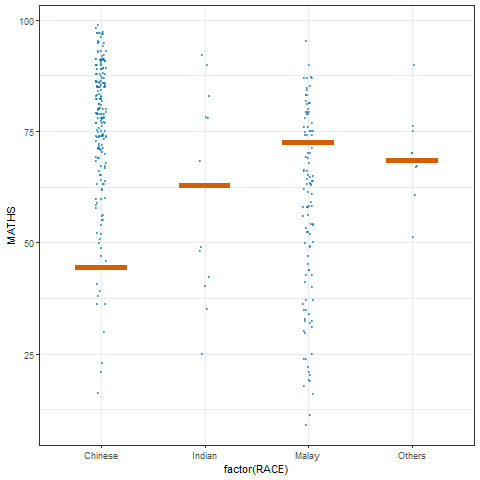 100
75
50
25
MATHS
Chinese
Indian
Malay
Others
factor(RACE)